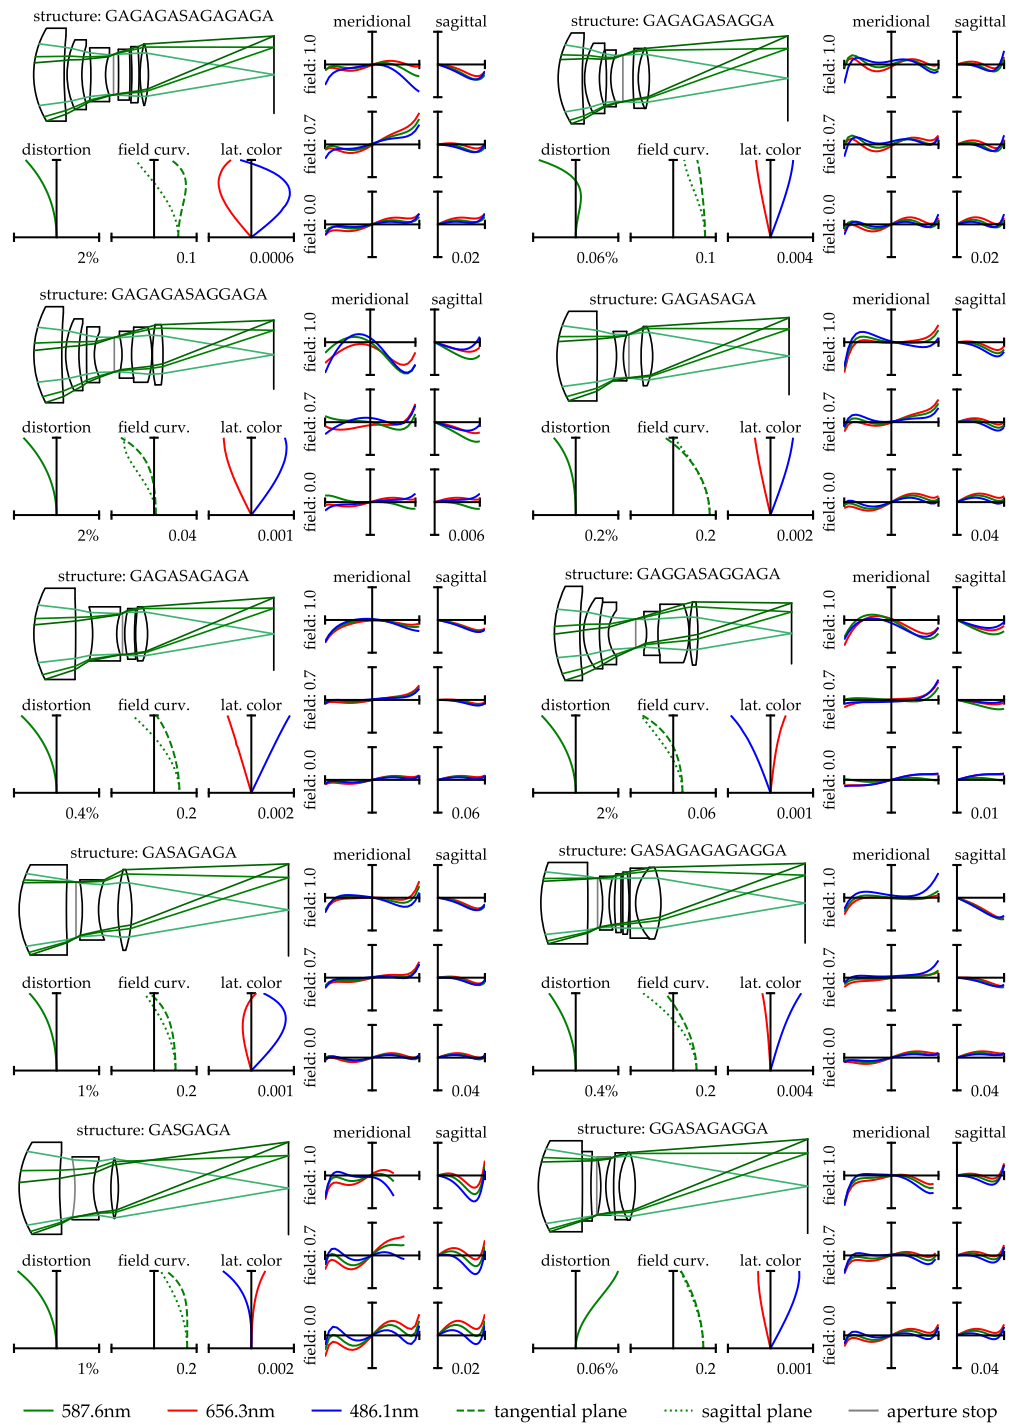 structure: GAGAGASAGAGAGA
meridional
sagittal
field: 1.0
field: 0.7
field: 0.0
distortion
field curv.
lat. color
2%
0.1
0.0006
0.02
structure: GAGAGASAGGA
meridional
sagittal
field: 1.0
field: 0.7
field: 0.0
distortion
field curv.
lat. color
0.06%
0.1
0.004
0.02
structure: GAGAGASAGGAGA
meridional
sagittal
field: 1.0
field: 0.7
field: 0.0
distortion
field curv.
lat. color
2%
0.04
0.001
0.006
structure: GAGASAGA
meridional
sagittal
field: 1.0
field: 0.7
field: 0.0
distortion
field curv.
lat. color
0.2%
0.2
0.002
0.04
structure: GAGASAGAGA
meridional
sagittal
field: 1.0
field: 0.7
field: 0.0
distortion
field curv.
lat. color
0.4%
0.2
0.002
0.06
structure: GAGGASAGGAGA
meridional
sagittal
field: 1.0
field: 0.7
field: 0.0
distortion
field curv.
lat. color
2%
0.06
0.001
0.01
structure: GASAGAGA
meridional
sagittal
field: 1.0
field: 0.7
field: 0.0
distortion
field curv.
lat. color
1%
0.2
0.001
0.04
structure: GASAGAGAGAGGA
meridional
sagittal
field: 1.0
field: 0.7
field: 0.0
distortion
field curv.
lat. color
0.4%
0.2
0.004
0.04
structure: GASGAGA
meridional
sagittal
field: 1.0
field: 0.7
field: 0.0
distortion
field curv.
lat. color
1%
0.2
0.002
0.02
structure: GGASAGAGGA
meridional
sagittal
field: 1.0
field: 0.7
field: 0.0
distortion
field curv.
lat. color
0.06%
0.2
0.001
0.04
587.6nm 656.3nm 486.1nm tangential plane sagittal plane aperture stop